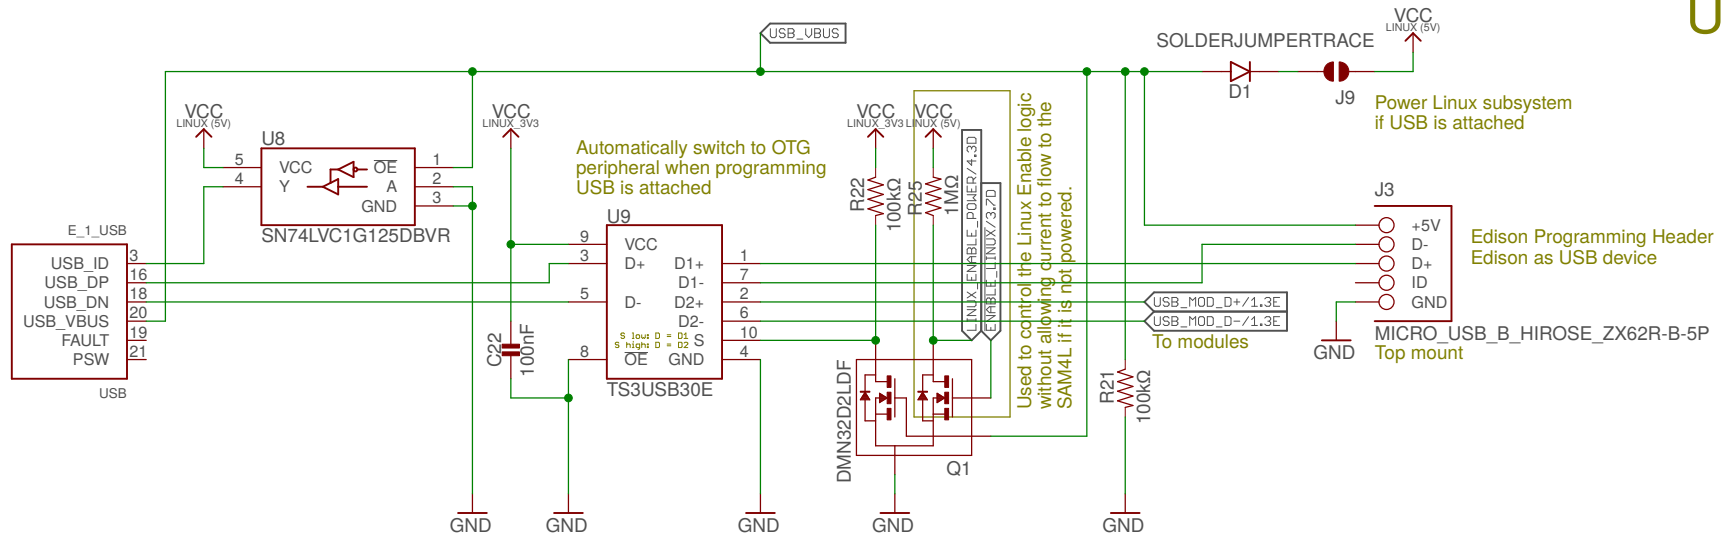 U
VCC
LINUX (5V)
USB_VBUS
SOLDERJUMPERTRACE
D1
J9
Power Linux subsystem
if USB is attached
VCC
LINUX (5V)
VCC
LINUX_3V3
VCC
LINUX_3V3
VCC
LINUX (5V)
U8
5
4
VCC
Y
OE
A
GND
1
2
3
SN74LVC1G125DBVR
Automatically switch to OTG
peripheral when programming
USB is attached
R22
100kΩ
R25
1MΩ
LINUX_ENABLE_POWER/4.3D
ENABLE_LINUX/3.7D
Used to control the Linux Enable logic
without allowing current to flow to the
SAM4L if it is not powered.
E_1_USB
USB_ID
USB_DP
USB_DN
USB_VBUS
FAULT
PSW
3
16
18
20
19
21
USB
U9
9
3
5
8
VCC
D+
D-
OE
D1+
D1-
D2+
D2-
S low: D = D1
S high: D = D2
S
GND
1
7
2
6
10
4
TS3USB30E
C22
100nF
USB_MOD_D+/1.3E
USB_MOD_D-/1.3E
To modules
DMN32D2LDF
Q1
R21
100kΩ
J3
+5V
D-
D+
ID
GND
Edison Programming Header
Edison as USB device
MICRO_USB_B_HIROSE_ZX62R-B-5P
Top mount
GND
GND
GND
GND
GND
GND